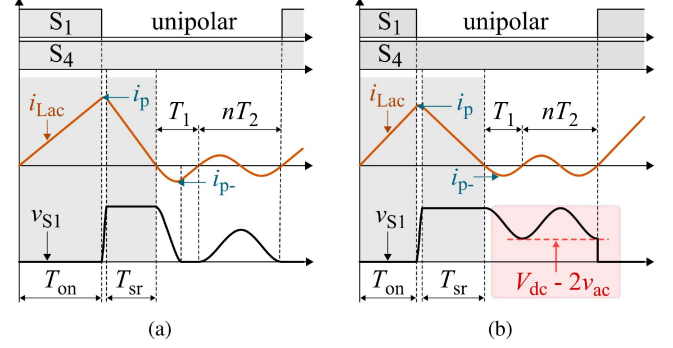 S1 unipolar
S4
iLac
ip
T1
nT2
ip-
vS1
Ton
Tsr
(a)
S1 unipolar
S4
iLac
ip
T1
nT2
ip-
vS1
Vdc - 2vac
Ton
Tsr
(b)